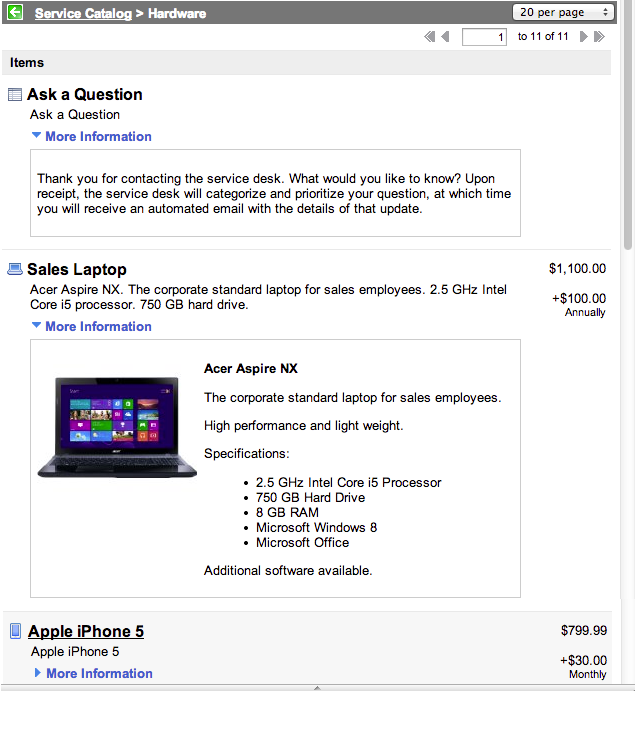 Service Catalog > Hardware
20 per page
1 to 11 of 11
Items
Ask a Question
Ask a Question
More Information
Thank you for contacting the service desk. What would you like to know? Upon
receipt, the service desk will categorize and prioritize your question, at which time
you will receive an automated email with the details of that update.
Sales Laptop
$1,100.00
Acer Aspire NX. The corporate standard laptop for sales employees. 2.5 GHz Intel
Core i5 processor. 750 GB hard drive.
+$100.00
Annually
More Information
Acer Aspire NX
The corporate standard laptop for sales employees.
High performance and light weight.
Specifications:
• 2.5 GHz Intel Core i5 Processor
• 750 GB Hard Drive
• 8 GB RAM
• Microsoft Windows 8
• Microsoft Office
Additional software available.
Apple iPhone 5
$799.99
Apple iPhone 5
+$30.00
Monthly
More Information